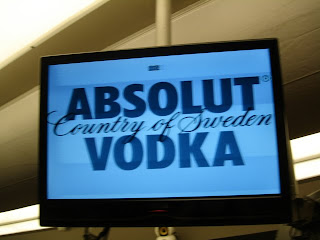 ABSOLUT®
Country of Sweden
VODKA